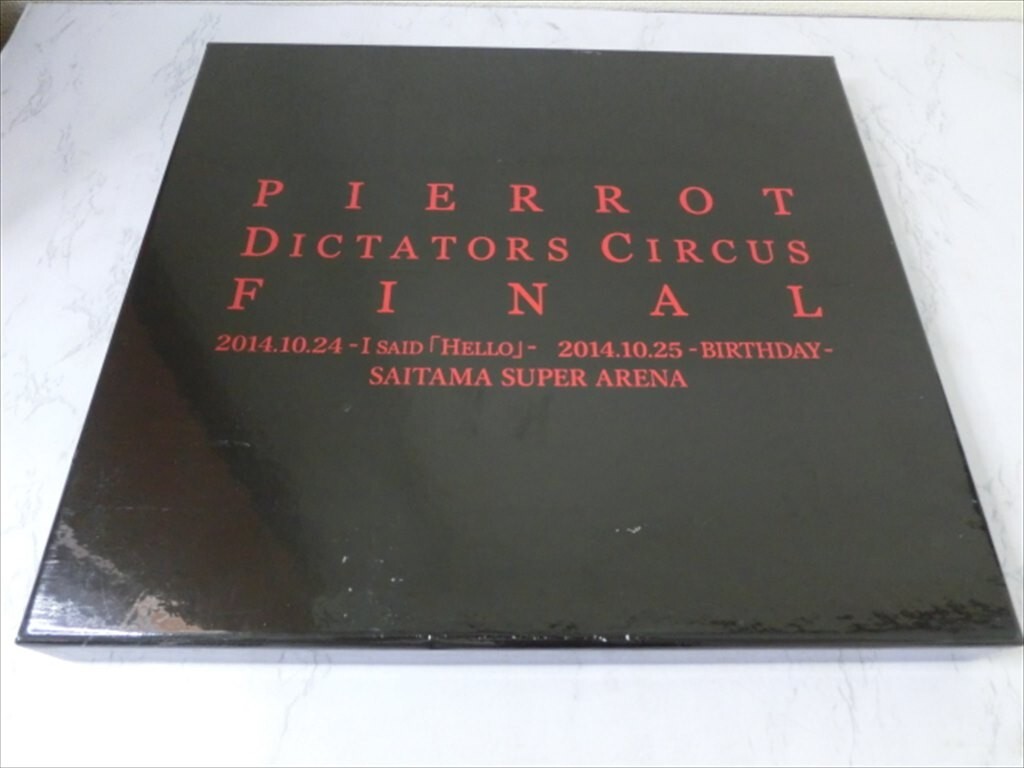 PIERROT
DICTATORS CIRCUS
FINAL
2014.10.24 -I SAID「HELLO」- 2014.10.25 -BIRTHDAY-
SAITAMA SUPER ARENA